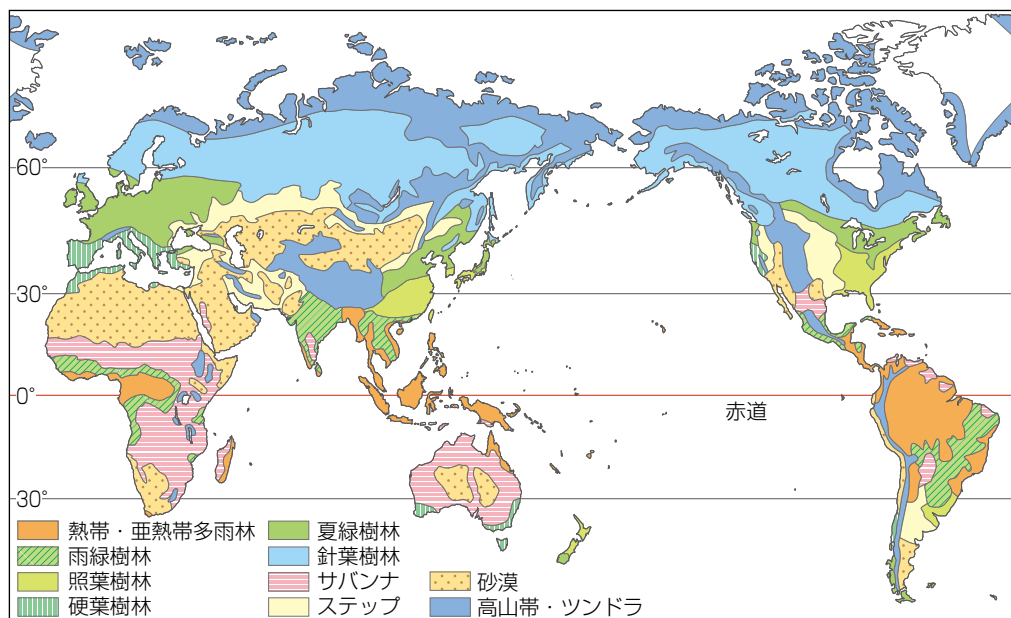 60°
30°
0°
赤道
30°
熱帯・亜熱帯多雨林
雨緑樹林
照葉樹林
硬葉樹林
夏緑樹林
針葉樹林
サバンナ
ステップ
砂漠
高山帯・ツンドラ